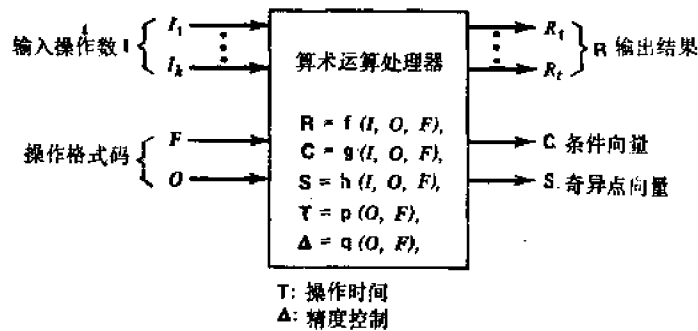 输入操作数 I
I₁
Iₖ
操作格式码
F
O
算术运算处理器
R = f (I, O, F),
C = g (I, O, F),
S = h (I, O, F),
T = p (O, F),
Δ = q (O, F),
R₁
Rₜ
R 输出结果
C. 条件向量
S. 奇异点向量
T: 操作时间
Δ: 精度控制